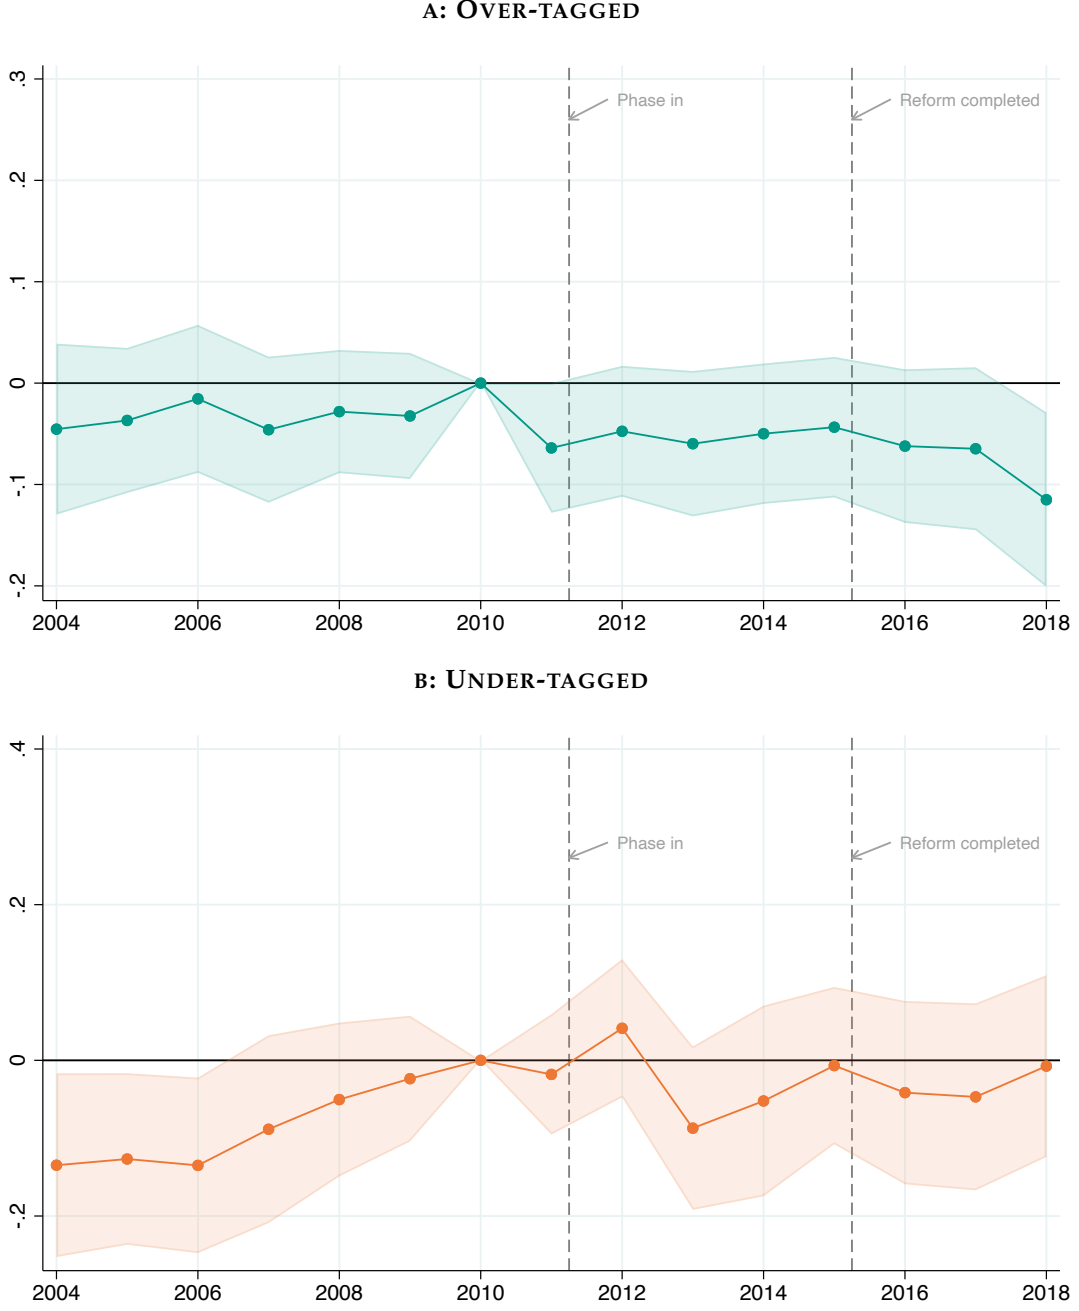 A: OVER-TAGGED
.3
Phase in
Reform completed
.2
.1
0
-.1
-.2
2004 2006 2008 2010 2012 2014 2016 2018
B: UNDER-TAGGED
.4
Phase in
Reform completed
.2
0
-.2
2004 2006 2008 2010 2012 2014 2016 2018